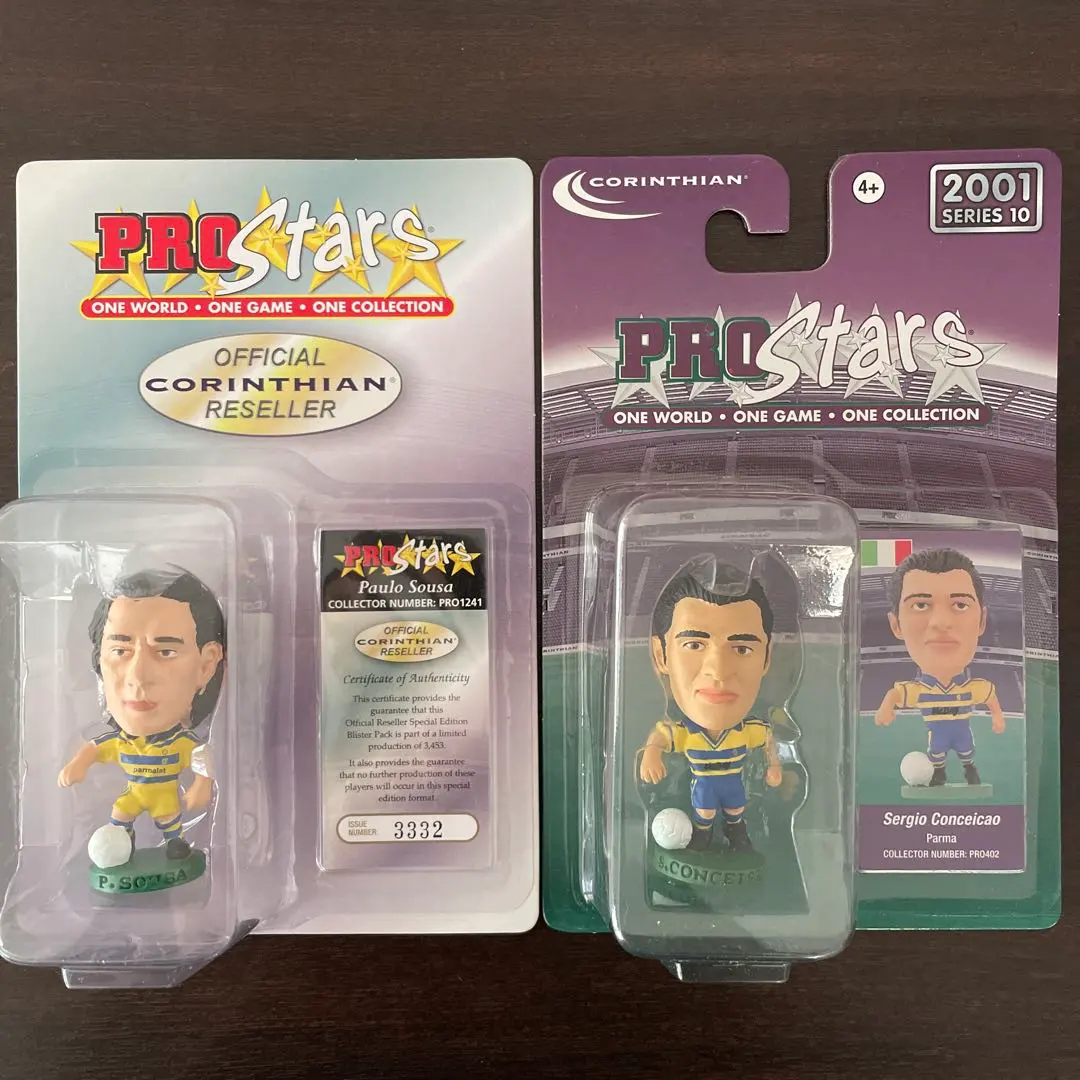 PROStars®
ONE WORLD • ONE GAME • ONE COLLECTION
OFFICIAL
CORINTHIAN®
RESELLER
PROStars
Paulo Sousa
COLLECTOR NUMBER: PRO1241
OFFICIAL
CORINTHIAN®
RESELLER
Certificate of Authenticity
This certificate provides the
guarantee that this
Official Reseller Special Edition
Blister Pack is part of a limited
production of 3,453.
It also provides the guarantee
that no further production of these
players will occur in this special
edition format.
ISSUE
NUMBER
3332
parmalat
P. SOUSA
CORINTHIAN®
4+
2001
SERIES 10
PROStars®
ONE WORLD • ONE GAME • ONE COLLECTION
S.CONCEI
Sergio Conceicao
Parma
COLLECTOR NUMBER: PRO402